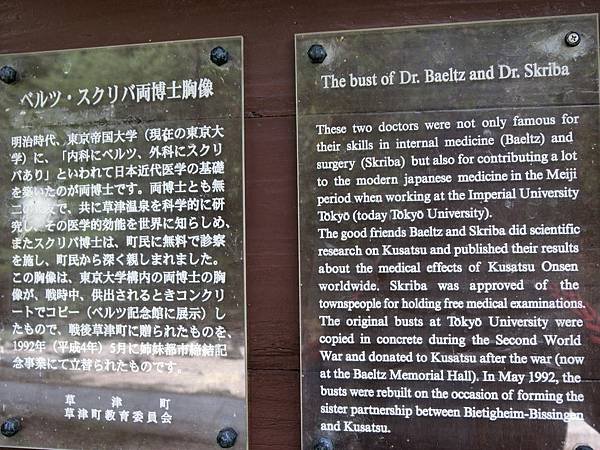 ベルツ・スクリバ両博士胸像
明治時代、東京帝国大学（現在の東京大
学）に、「内科にベルツ、外科にスクリ
バあり」といわれて日本近代医学の基礎
を築いたのが両博士です。両博士とも無
二の友で、共に草津温泉を科学的に研
究し、その医学的効能を世界に知らしめ、
またスクリバ博士は、町民に無料で診察
を施し、町民から深く親しまれました。
この胸像は、東京大学構内の両博士の胸
像が、戦時中、供出されるときコンクリ
ートでコピー（ベルツ記念館に展示）し
たもので、戦後草津町に贈られたものを、
1992年（平成4年）5月に姉妹都市締結記
念事業にて立替られたものです。
草津町
草津町教育委員会
The bust of Dr. Baeltz and Dr. Skriba
These two doctors were not only famous for
their skills in internal medicine (Baeltz) and
surgery (Skriba) but also for contributing a lot
to the modern japanese medicine in the Meiji
period when working at the Imperial University
Tōkyō (today Tōkyō University).
The good friends Baeltz and Skriba did scientific
research on Kusatsu and published their results
about the medical effects of Kusatsu Onsen
worldwide. Skriba was approved of the
townspeople for holding free medical examinations.
The original busts at Tōkyō University were
copied in concrete during the Second World
War and donated to Kusatsu after the war (now
at the Baeltz Memorial Hall). In May 1992, the
busts were rebuilt on the occasion of forming the
sister partnership between Bietigheim-Bissingen
and Kusatsu.